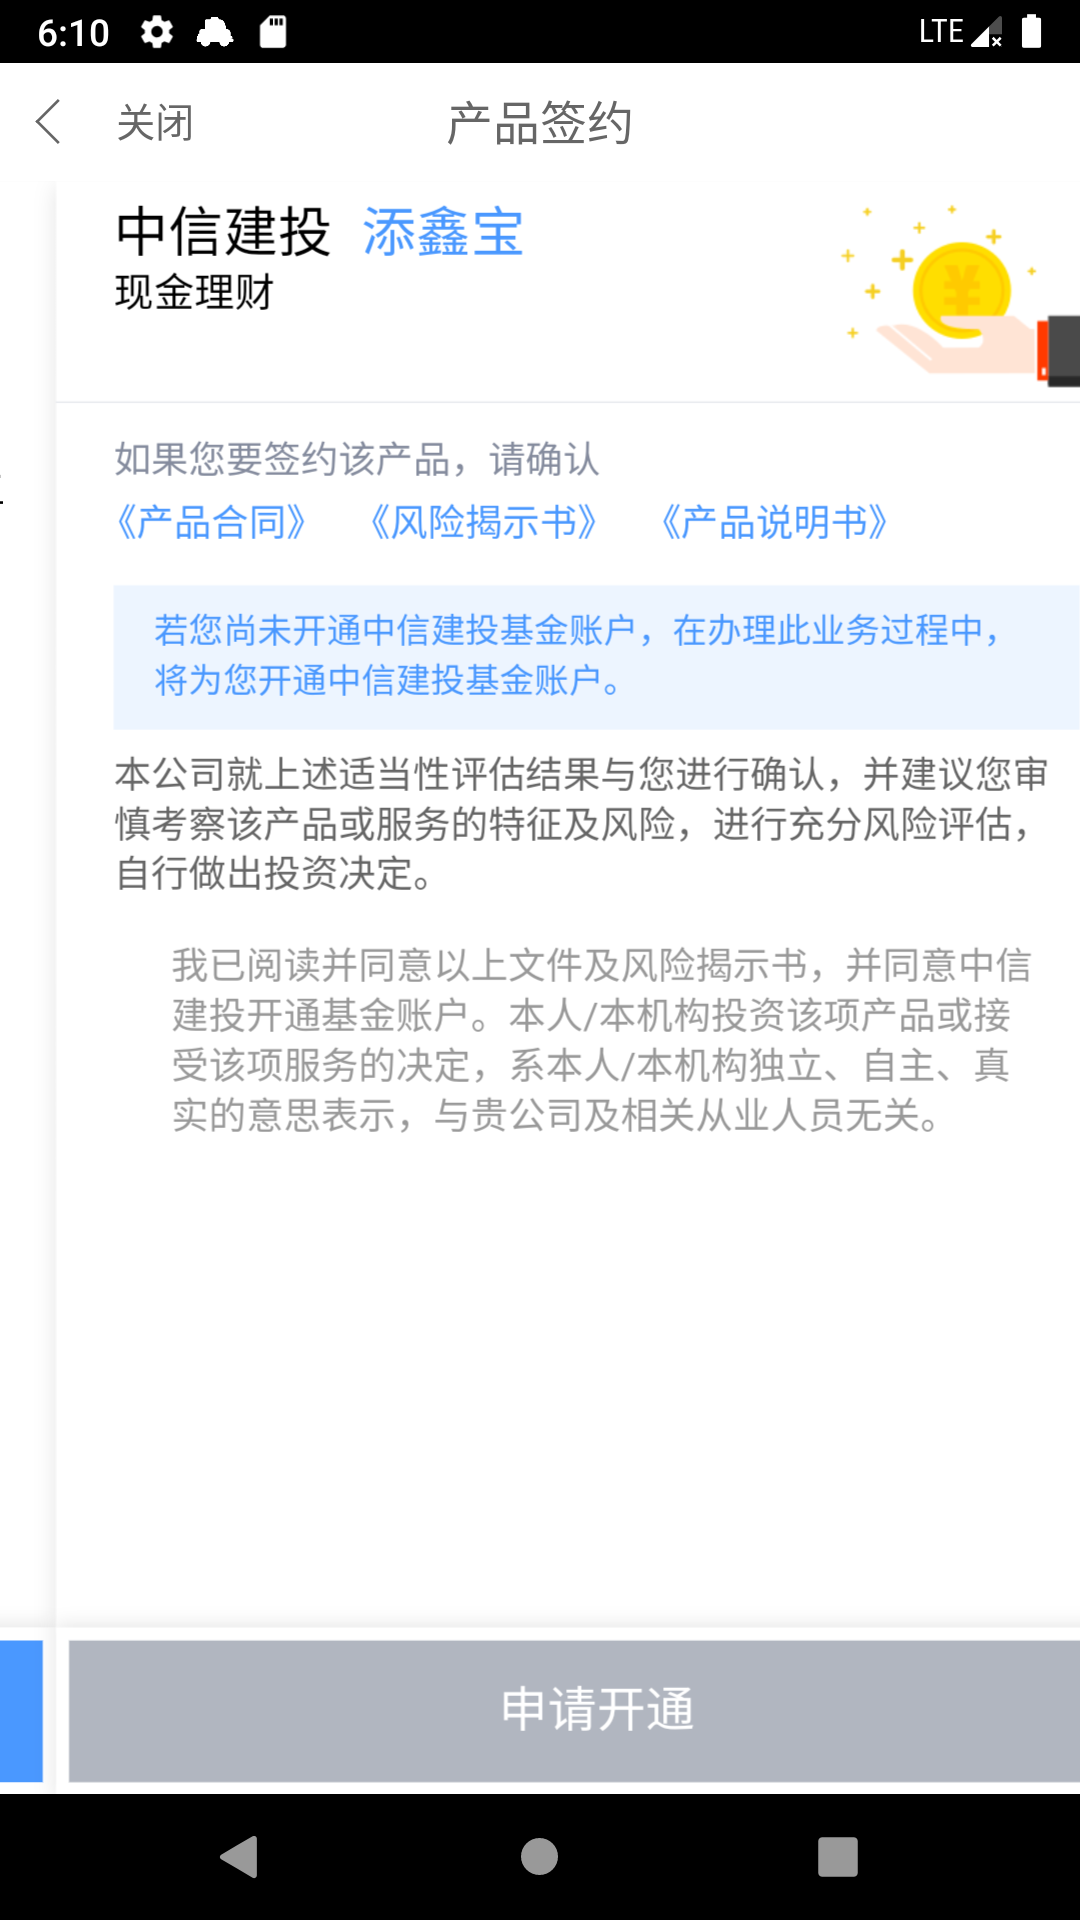 6:10
LTE
关闭
产品签约
中信建投 添鑫宝
现金理财
如果您要签约该产品，请确认
《产品合同》 《风险揭示书》 《产品说明书》
若您尚未开通中信建投基金账户，在办理此业务过程中，
将为您开通中信建投基金账户。
本公司就上述适当性评估结果与您进行确认，并建议您审
慎考察该产品或服务的特征及风险，进行充分风险评估，
自行做出投资决定。
我已阅读并同意以上文件及风险揭示书，并同意中信
建投开通基金账户。本人/本机构投资该项产品或接
受该项服务的决定，系本人/本机构独立、自主、真
实的意思表示，与贵公司及相关从业人员无关。
申请开通